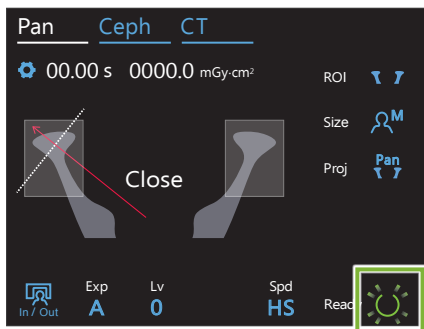 Pan Ceph CT
00.00 s 0000.0 mGy·cm²
ROI
Size M
Close
Proj Pan
Exp Lv Spd
In / Out A 0 HS Ready